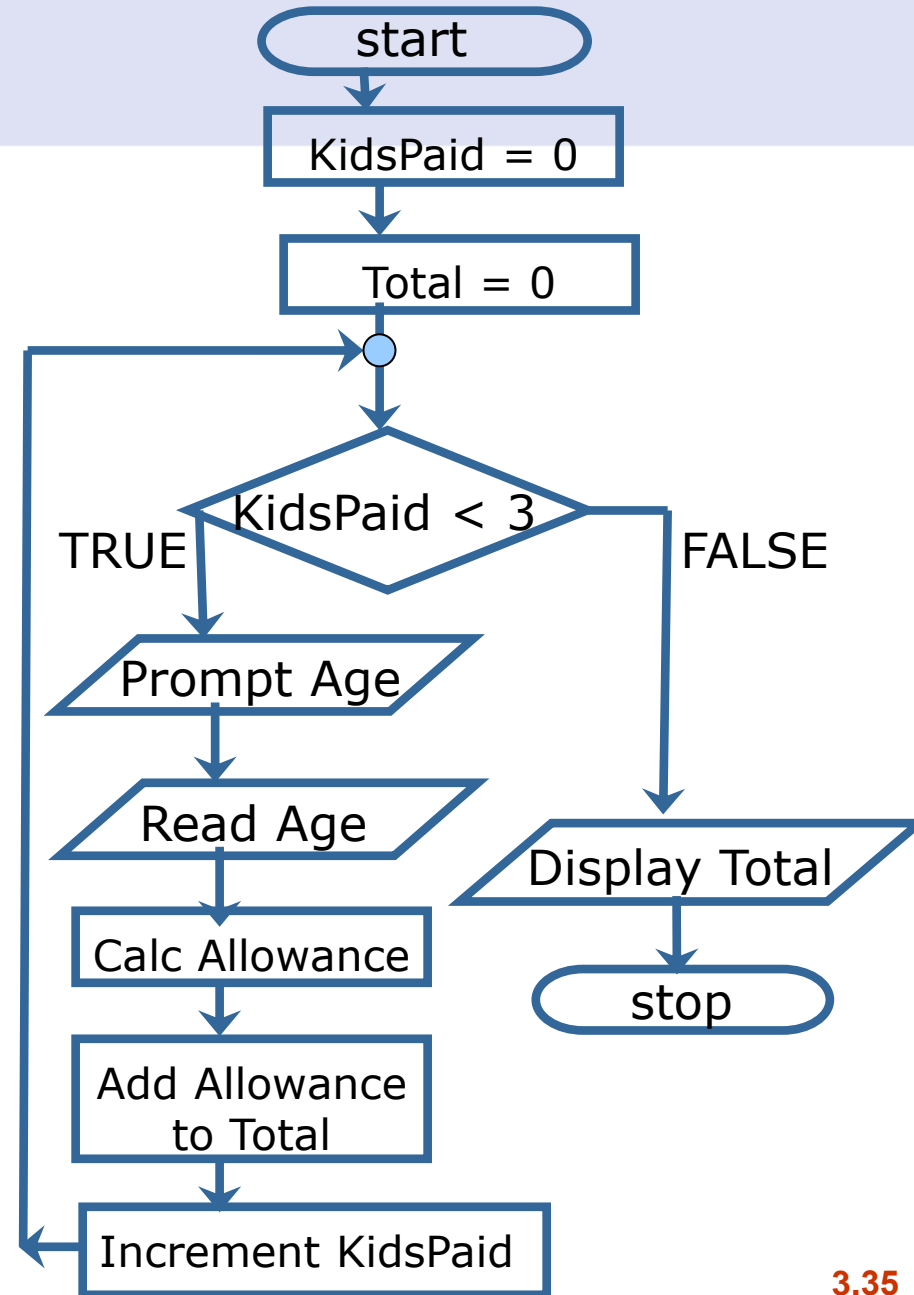 start
KidsPaid = 0
Total = 0
KidsPaid < 3
TRUE
FALSE
Prompt Age
Read Age
Calc Allowance
Add Allowance
to Total
Increment KidsPaid
Display Total
stop
3.35